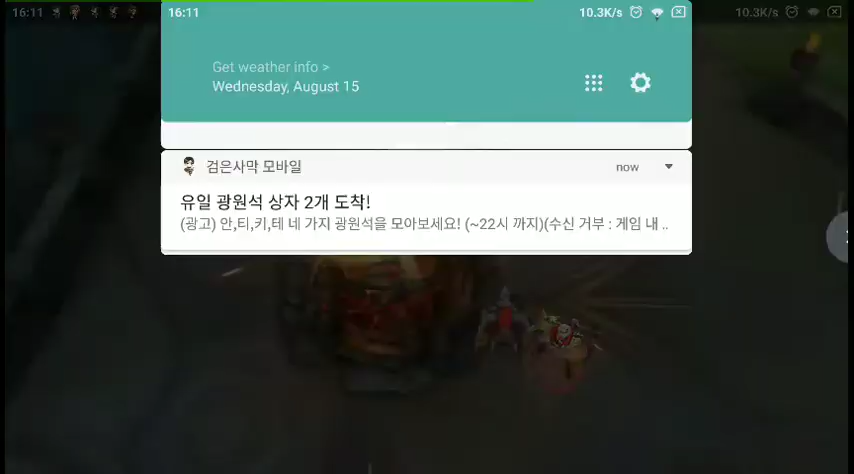 16:11
16:11
10.3K/s
10.3K/s
Get weather info >
Wednesday, August 15
검은사막 모바일
now
유일 광원석 상자 2개 도착!
(광고) 안,티,키,테 네 가지 광원석을 모아보세요! (~22시 까지)(수신 거부 : 게임 내 ..